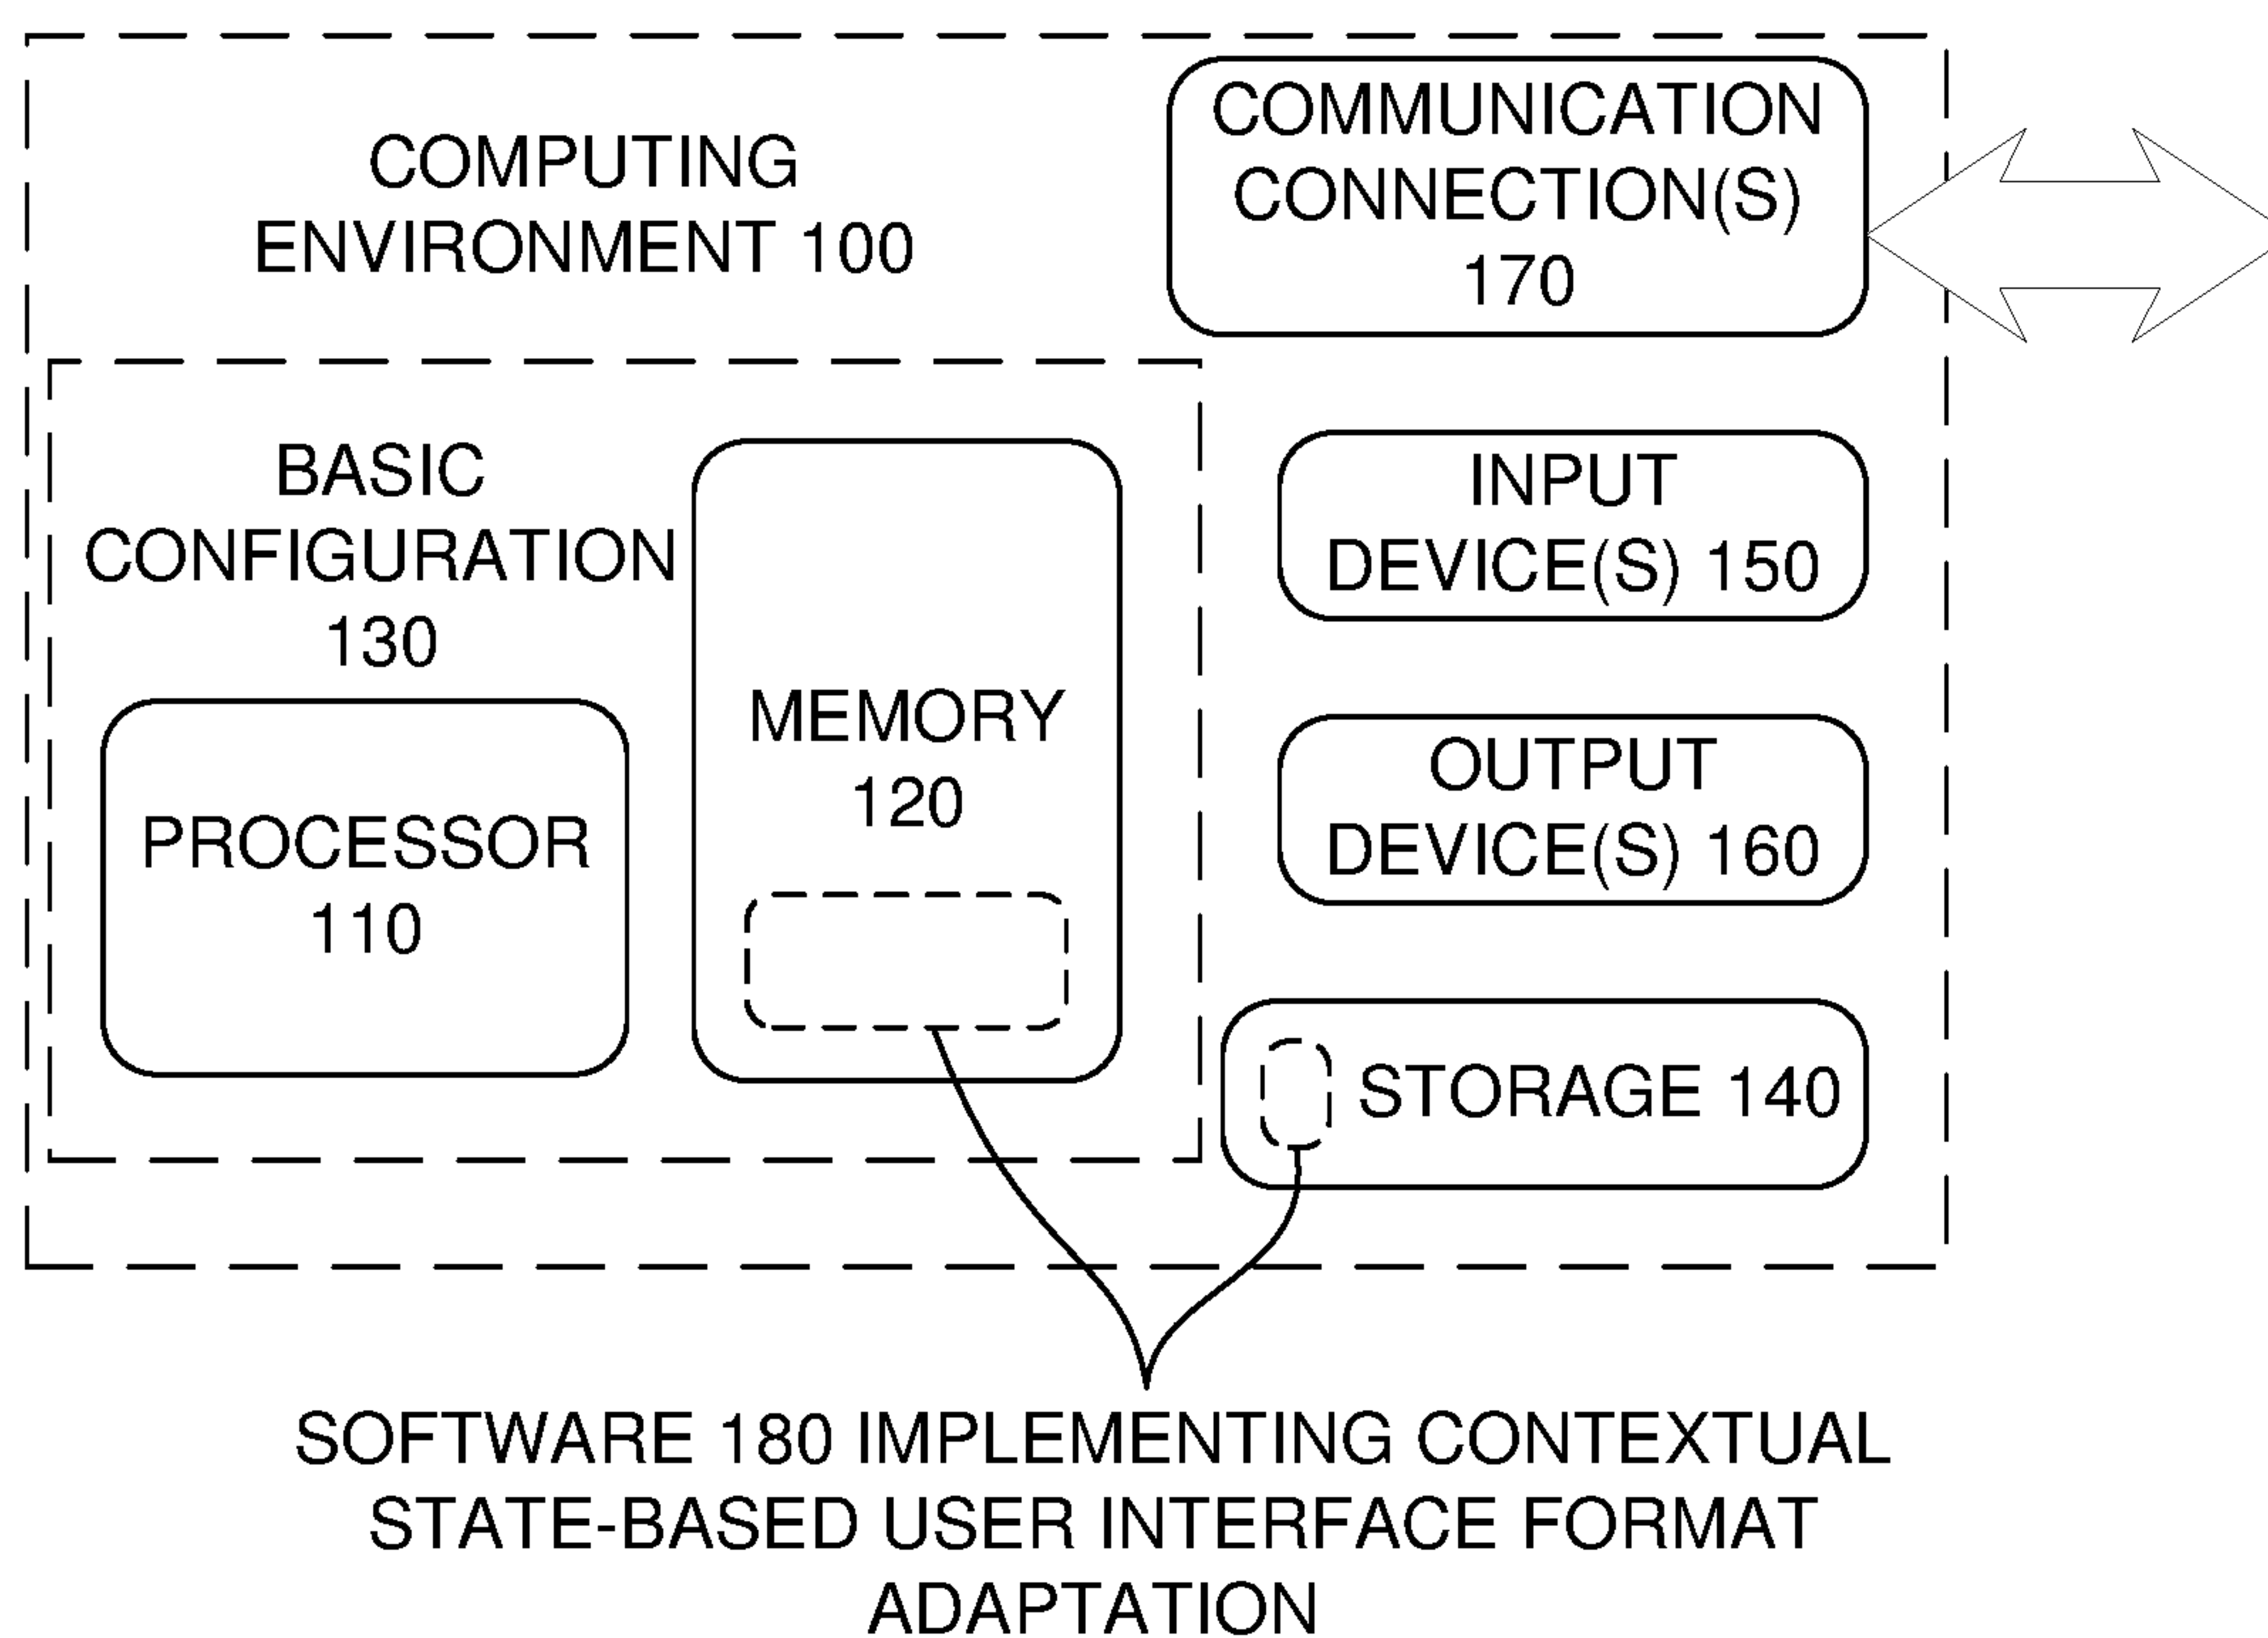 COMPUTING
ENVIRONMENT 100
COMMUNICATION
CONNECTION(S)
170
BASIC
CONFIGURATION
130
PROCESSOR
110
MEMORY
120
INPUT
DEVICE(S) 150
OUTPUT
DEVICE(S) 160
STORAGE 140
SOFTWARE 180 IMPLEMENTING CONTEXTUAL
STATE-BASED USER INTERFACE FORMAT
ADAPTATION